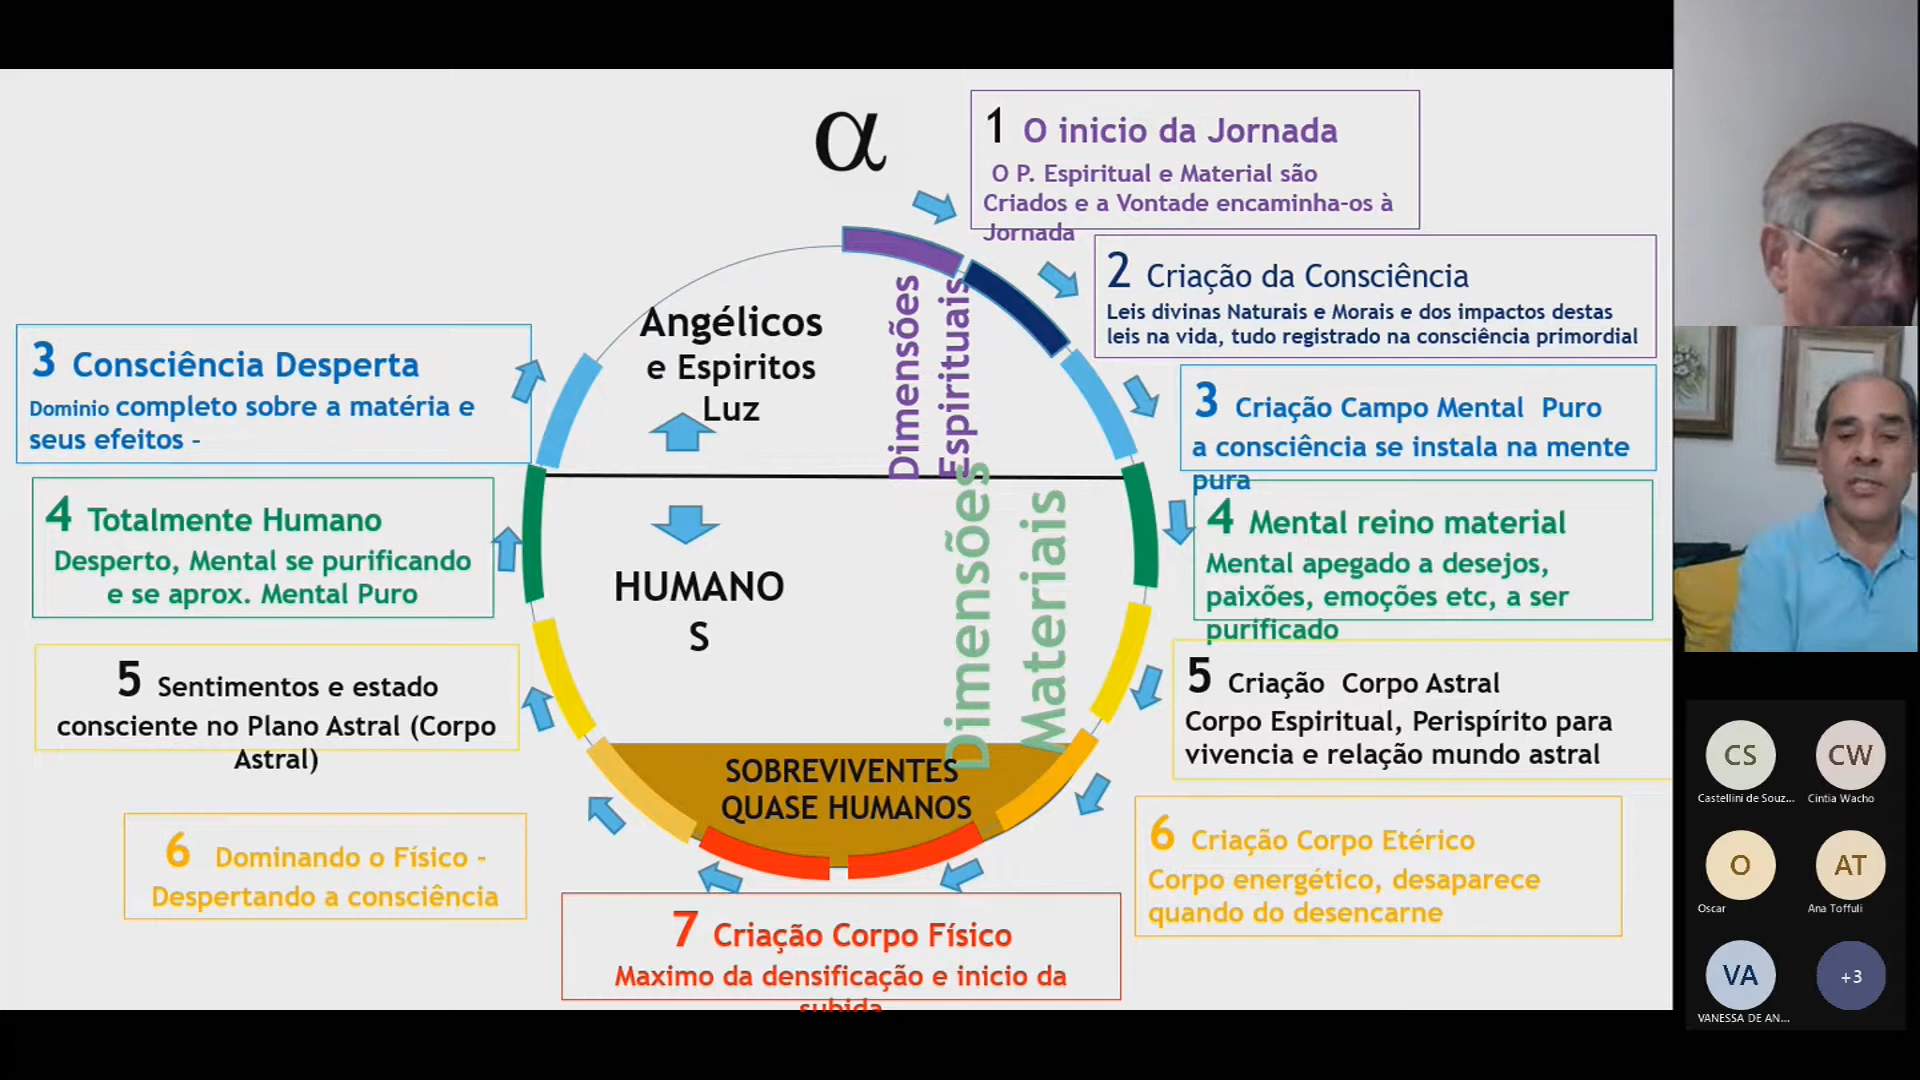 α
1 O inicio da Jornada
O P. Espiritual e Material são
Criados e a Vontade encaminha-os à
Jornada
2 Criação da Consciência
Leis divinas Naturais e Morais e dos impactos destas
leis na vida, tudo registrado na consciência primordial
3 Criação Campo Mental Puro
a consciência se instala na mente
pura
4 Mental reino material
Mental apegado a desejos,
paixões, emoções etc, a ser
purificado
5 Criação Corpo Astral
Corpo Espiritual, Perispírito para
vivencia e relação mundo astral
6 Criação Corpo Etérico
Corpo energético, desaparece
quando do desencarne
7 Criação Corpo Físico
Maximo da densificação e inicio da
subida
6 Dominando o Físico -
Despertando a consciência
5 Sentimentos e estado
consciente no Plano Astral (Corpo
Astral)
4 Totalmente Humano
Desperto, Mental se purificando
e se aprox. Mental Puro
3 Consciência Desperta
Dominio completo sobre a matéria e
seus efeitos -
Angélicos
e Espiritos
Luz
HUMANO
S
Dimensões
Espirituais
Dimensões
Materiais
SOBREVIVENTES
QUASE HUMANOS
CS
Castellini de Souz...
CW
Cintia Wacho
O
Oscar
AT
Ana Toffuli
VA
VANESSA DE AN...
+3